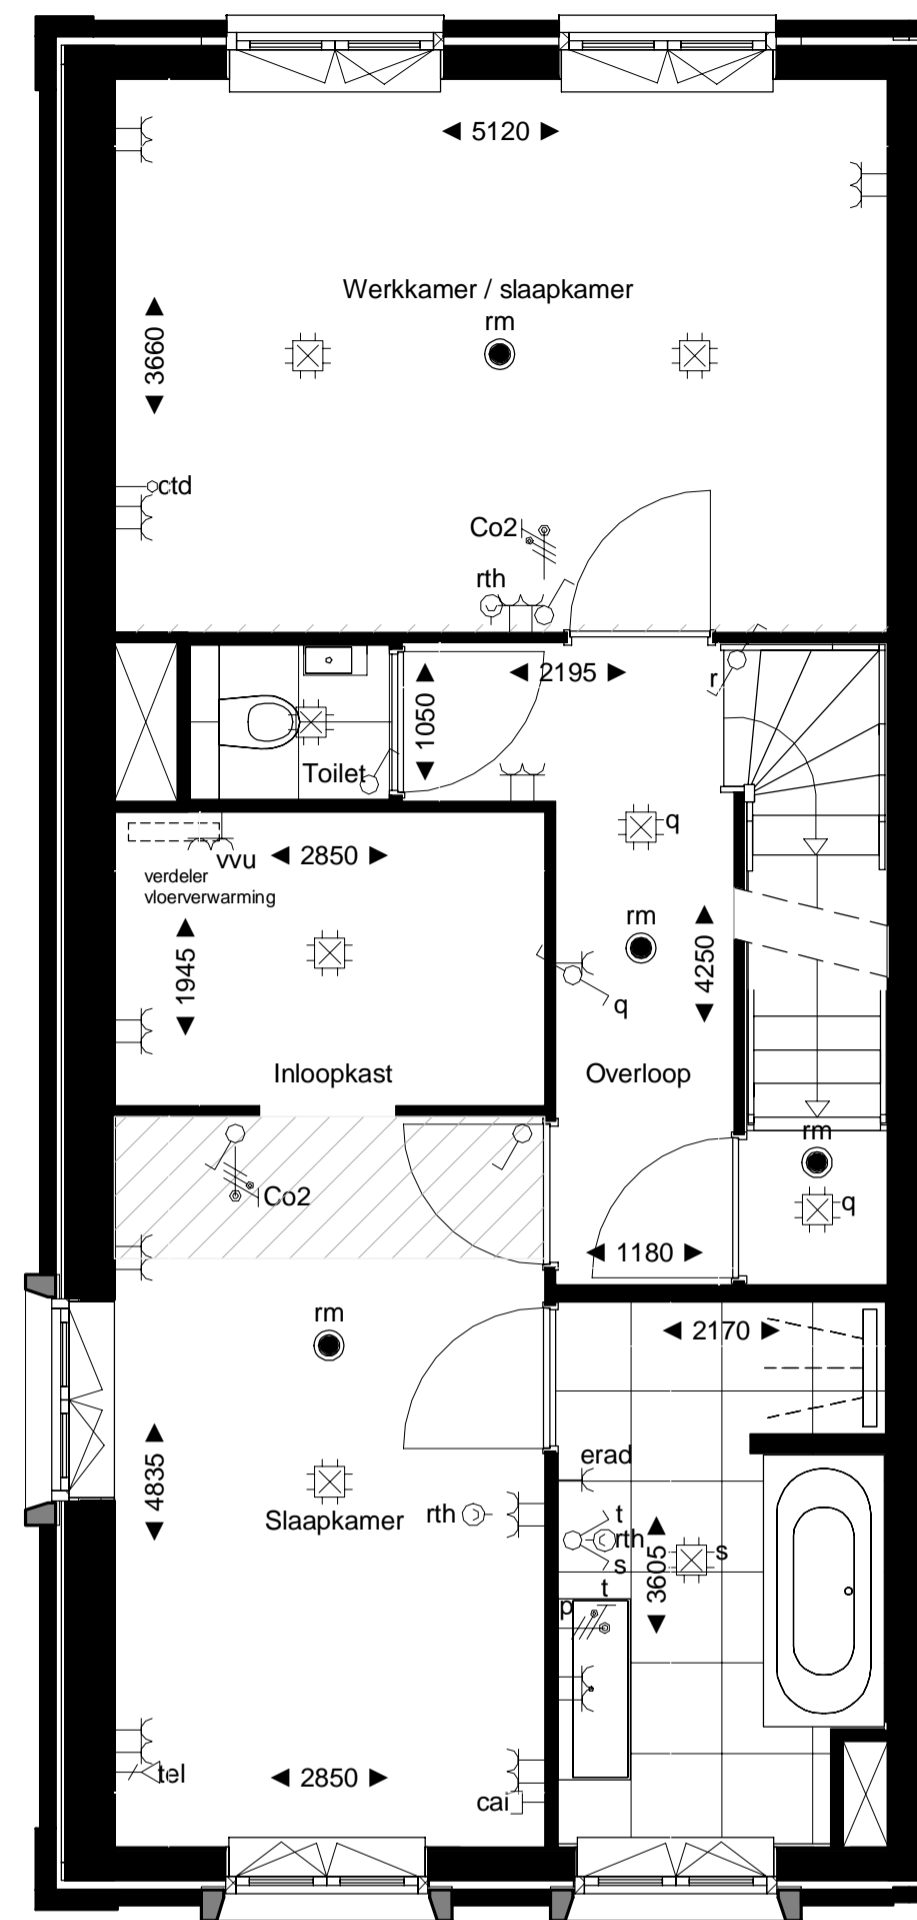 5120
Werkkamer / slaapkamer
rm
3660
ctd
Co2
rth
2195
r
1050
Toilet
q
vvu
2850
verdeler
vloerverwarming
rm
1945
4250
q
Inloopkast
Overloop
rm
Co2
q
1180
rm
2170
4835
erad
Slaapkamer
rth
t
rth
s
s
3605
t
p
tel
2850
cai